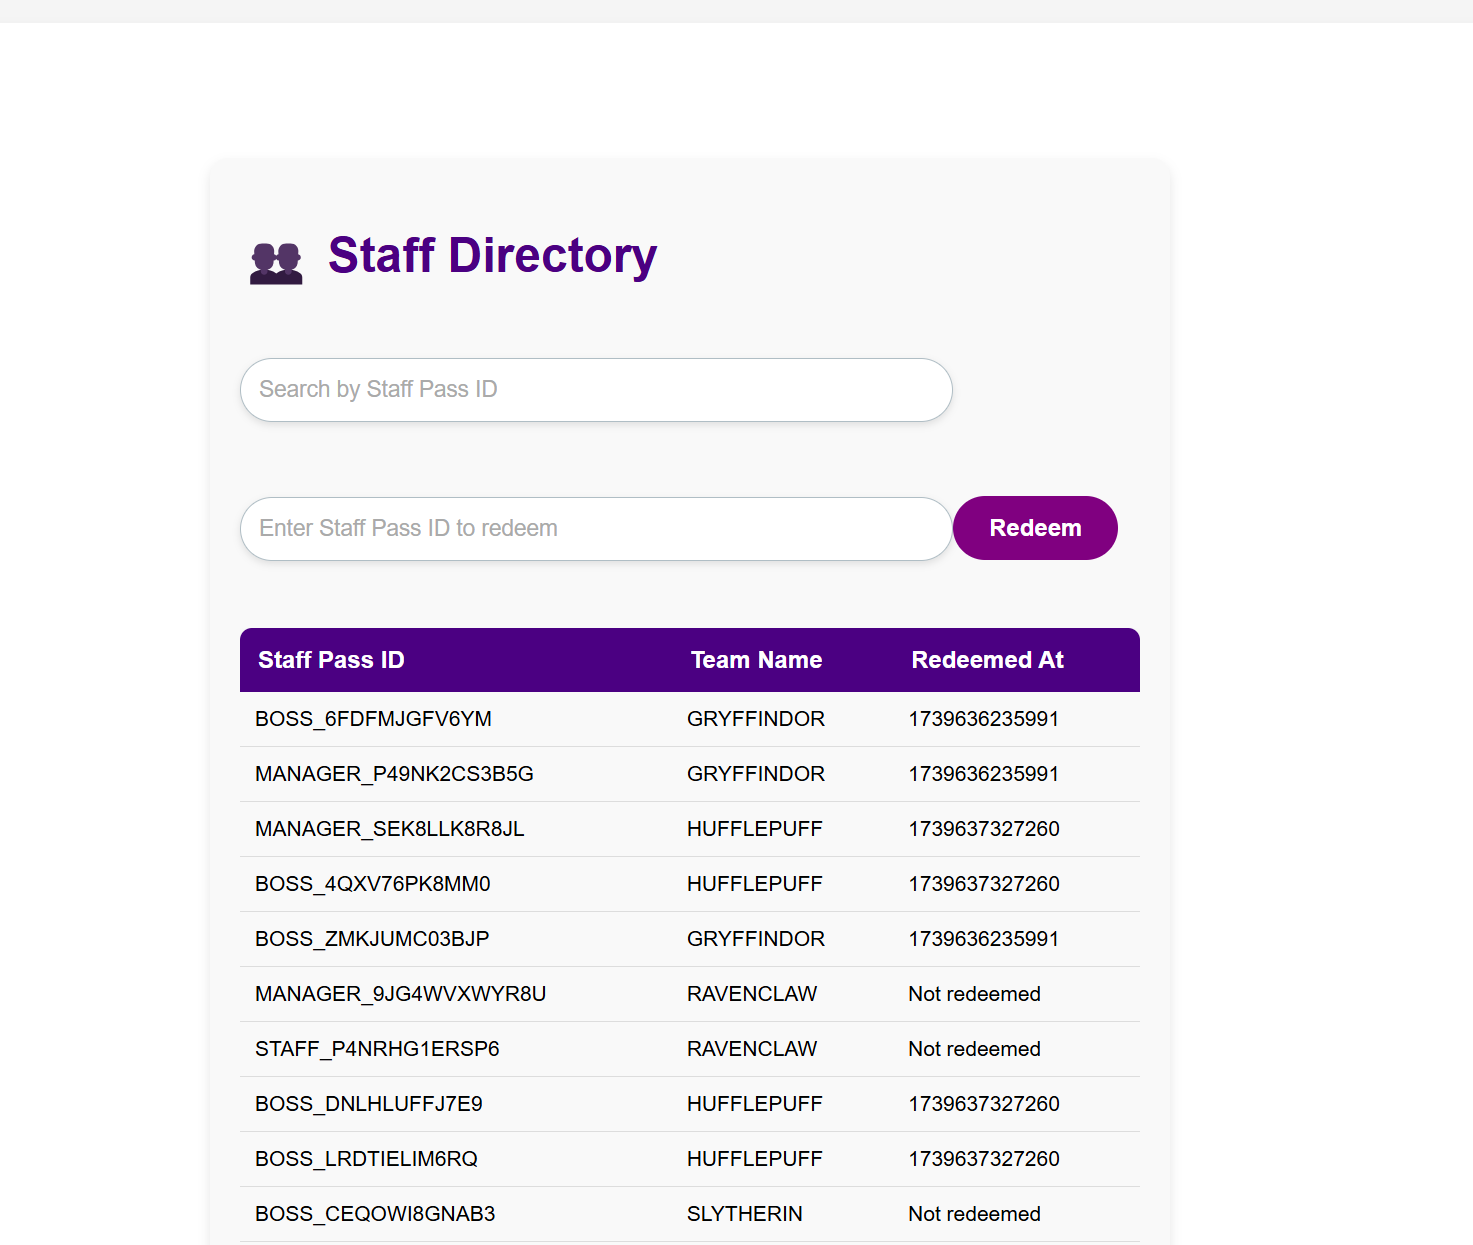 Staff Directory
Search by Staff Pass ID
Enter Staff Pass ID to redeem Redeem
Staff Pass ID Team Name Redeemed At
BOSS_6FDFMJGFV6YM GRYFFINDOR 1739636235991
MANAGER_P49NK2CS3B5G GRYFFINDOR 1739636235991
MANAGER_SEK8LLK8R8JL HUFFLEPUFF 1739637327260
BOSS_4QXV76PK8MM0 HUFFLEPUFF 1739637327260
BOSS_ZMKJUMC03BJP GRYFFINDOR 1739636235991
MANAGER_9JG4WVXWYR8U RAVENCLAW Not redeemed
STAFF_P4NRHG1ERSP6 RAVENCLAW Not redeemed
BOSS_DNLHLUFFJ7E9 HUFFLEPUFF 1739637327260
BOSS_LRDTIELIM6RQ HUFFLEPUFF 1739637327260
BOSS_CEQOWI8GNAB3 SLYTHERIN Not redeemed